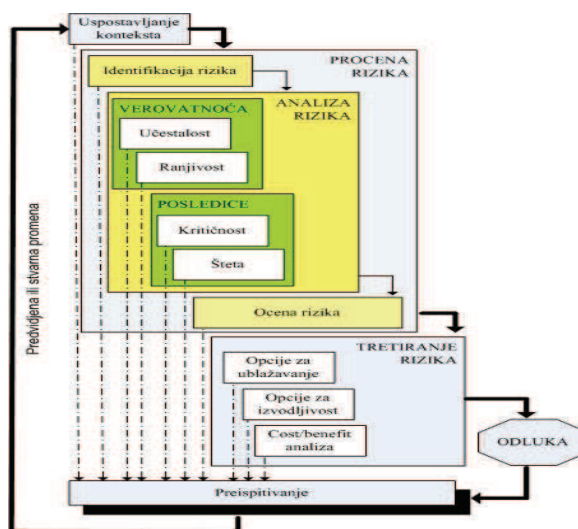 Uspostavljanje
konteksta
PROCENA
RIZIKA
Identifikacija rizika
ANALIZA
RIZIKA
VEROVATNOĆA
Učestalost
Ranjivost
POSLEDICE
Kritičnost
Šteta
Ocena rizika
TRETIRANJE
RIZIKA
Opcije za
ublažavanje
Opcije za
izvodljivost
Cost/benefit
analiza
ODLUKA
Preispitivanje
Predvidjena ili stvarna promena